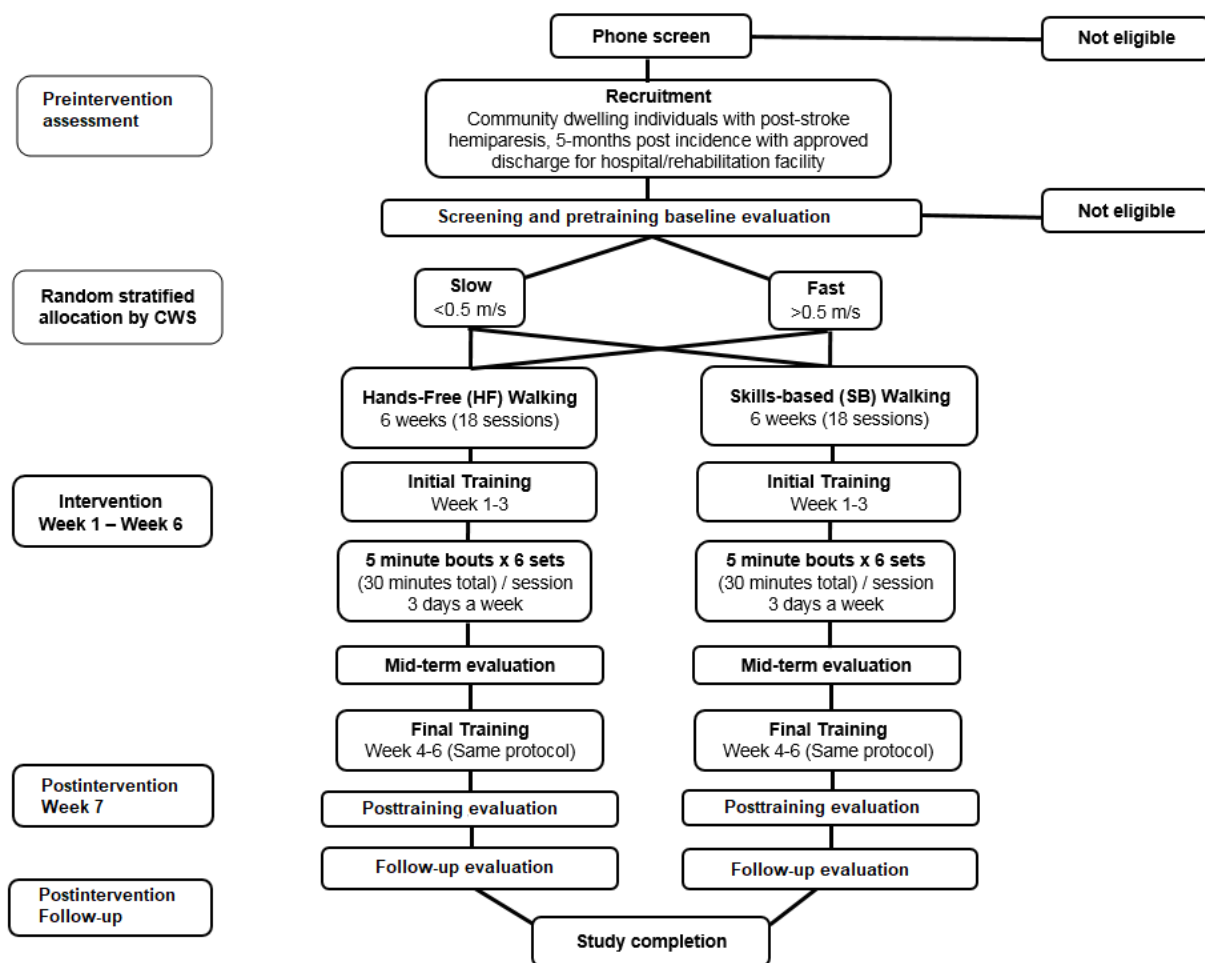 Phone screen
Not eligible
Preintervention
assessment
Recruitment
Community dwelling individuals with post-stroke
hemiparesis, 5-months post incidence with approved
discharge for hospital/rehabilitation facility
Screening and pretraining baseline evaluation
Not eligible
Random stratified
allocation by CWS
Slow
<0.5 m/s
Fast
>0.5 m/s
Hands-Free (HF) Walking
6 weeks (18 sessions)
Skills-based (SB) Walking
6 weeks (18 sessions)
Intervention
Week 1 – Week 6
Initial Training
Week 1-3
Initial Training
Week 1-3
5 minute bouts x 6 sets
(30 minutes total) / session
3 days a week
5 minute bouts x 6 sets
(30 minutes total) / session
3 days a week
Mid-term evaluation
Mid-term evaluation
Final Training
Week 4-6 (Same protocol)
Final Training
Week 4-6 (Same protocol)
Postintervention
Week 7
Posttraining evaluation
Posttraining evaluation
Follow-up evaluation
Follow-up evaluation
Postintervention
Follow-up
Study completion